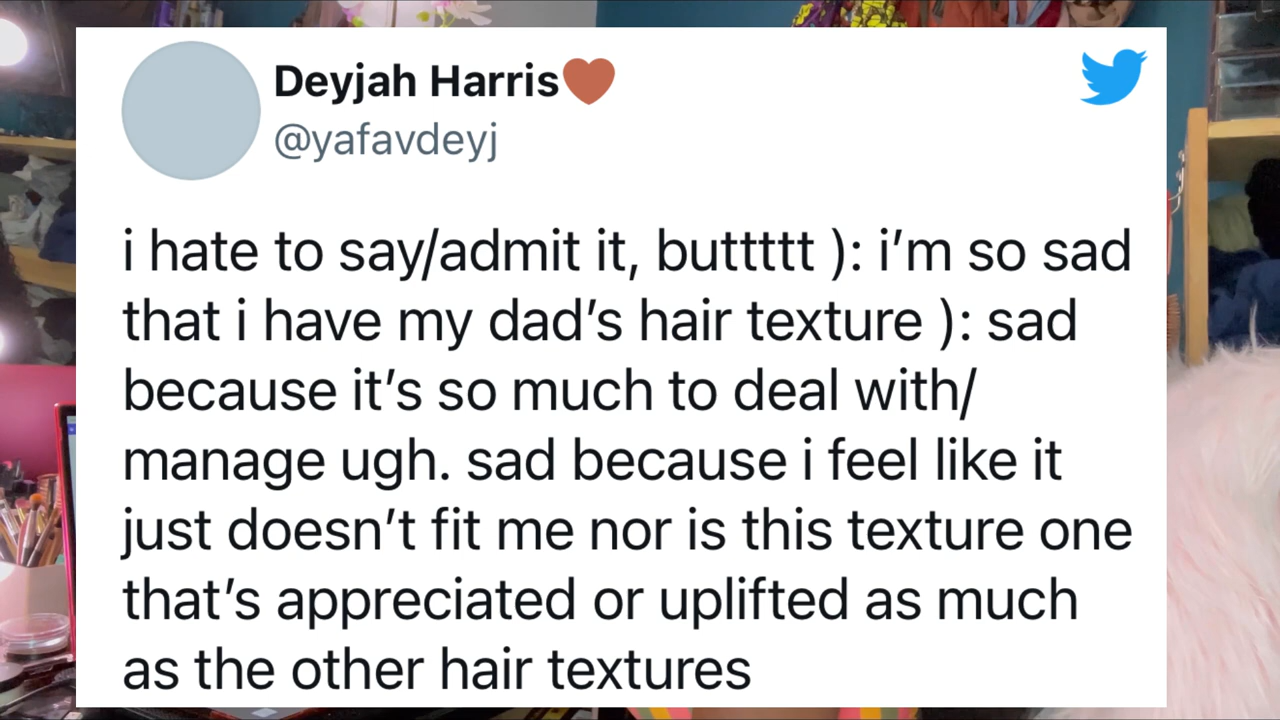 Deyjah Harris🤎
@yafavdeyj
i hate to say/admit it, buttttt ): i’m so sad
that i have my dad’s hair texture ): sad
because it’s so much to deal with/
manage ugh. sad because i feel like it
just doesn’t fit me nor is this texture one
that’s appreciated or uplifted as much
as the other hair textures